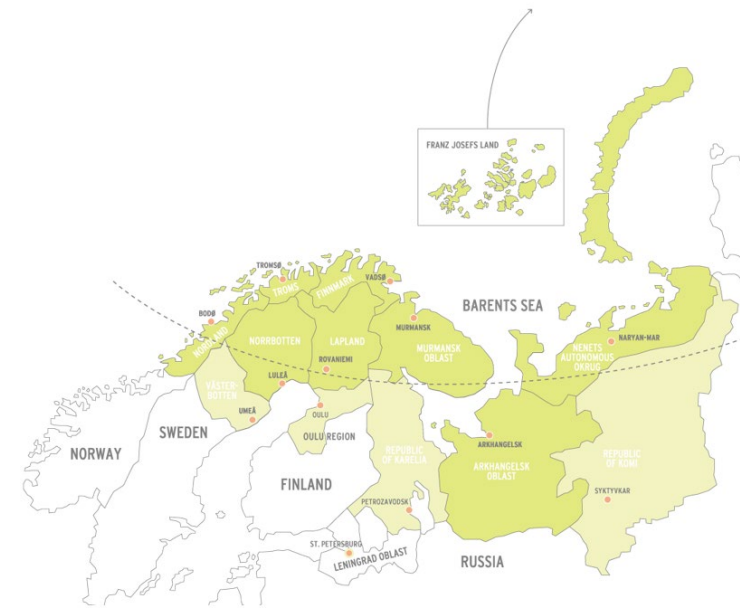 FRANZ JOSEFS LAND
TROMSØ
VADSØ
TROMS
FINNMARK
BARENTS SEA
BODØ
MURMANSK
NORDLAND
NORRBOTTEN
LAPLAND
MURMANSK
OBLAST
NARYAN-MAR
NENETS
AUTONOMOUS
OKRUG
ROVANIEMI
LULEÅ
VÄSTER-
BOTTEN
UMEÅ
OULU
OULU REGION
SWEDEN
NORWAY
ARKHANGELSK
REPUBLIC
OF KARELIA
ARKHANGELSK
OBLAST
REPUBLIC
OF KOMI
FINLAND
SYKTYVKAR
PETROZAVODSK
ST. PETERSBURG
LENINGRAD OBLAST
RUSSIA